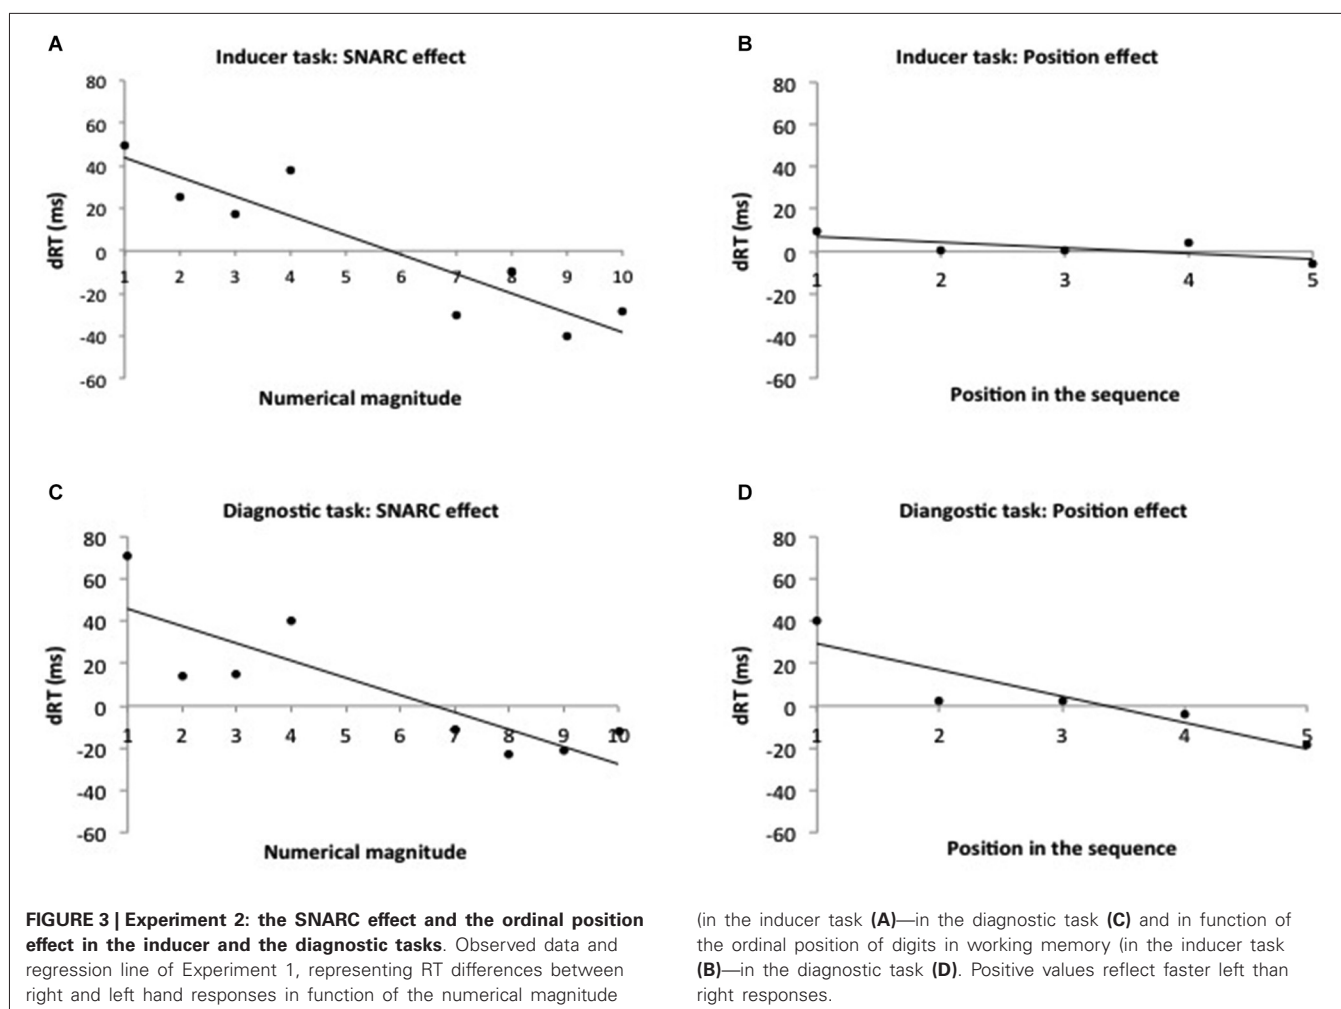 A
Inducer task: SNARC effect
80
60
40
20
0
-20
-40
-60
dRT (ms)
1 2 3 4 5 6 7 8 9 10
Numerical magnitude
B
Inducer task: Position effect
80
60
40
20
0
-20
-40
-60
dRT (ms)
1 2 3 4 5
Position in the sequence
C
Diagnostic task: SNARC effect
80
60
40
20
0
-20
-40
-60
dRT (ms)
1 2 3 4 5 6 7 8 9 10
Numerical magnitude
D
Diangostic task: Position effect
80
60
40
20
0
-20
-40
-60
dRT (ms)
1 2 3 4 5
Position in the sequence
FIGURE 3 | Experiment 2: the SNARC effect and the ordinal position
effect in the inducer and the diagnostic tasks. Observed data and
regression line of Experiment 1, representing RT differences between
right and left hand responses in function of the numerical magnitude
(in the inducer task (A)—in the diagnostic task (C) and in function of
the ordinal position of digits in working memory (in the inducer task
(B)—in the diagnostic task (D). Positive values reflect faster left than
right responses.